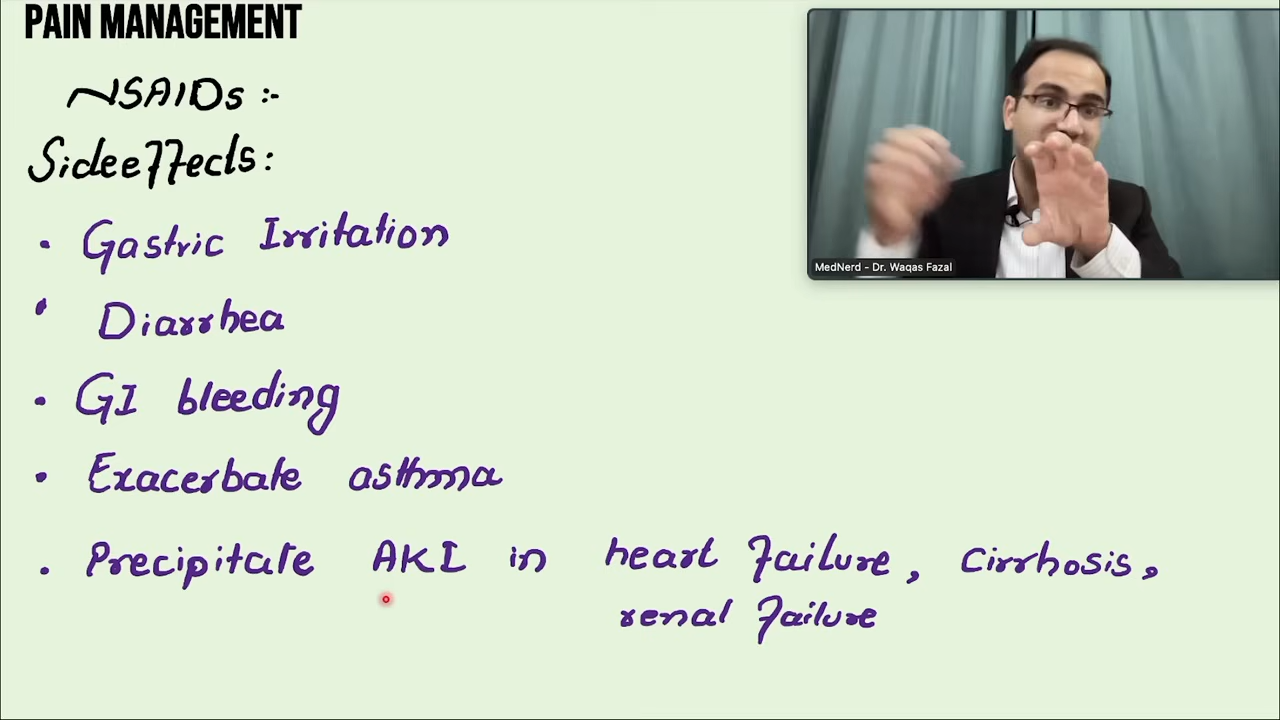 PAIN MANAGEMENT
NSAIDs :-
Sideeffects:
• Gastric Irritation
• Diarrhea
• GI bleeding
• Exacerbate asthma
• Precipitate AKI in heart failure, cirrhosis,
renal failure
MedNerd - Dr. Waqas Fazal